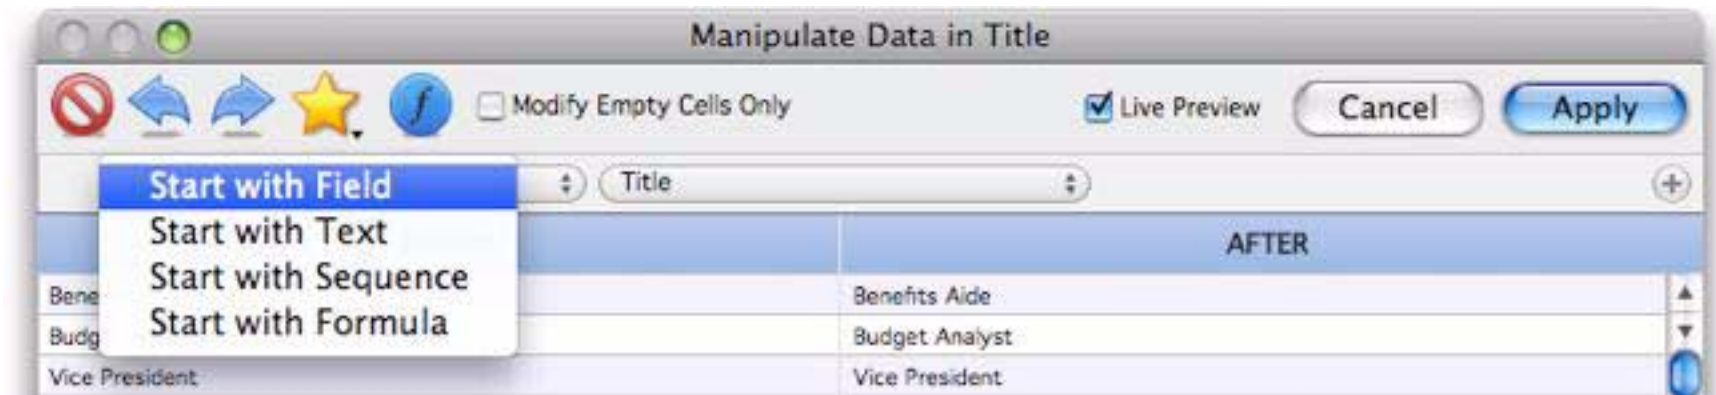 Manipulate Data in Title
f Modify Empty Cells Only Live Preview Cancel Apply
Start with Field Title
Start with Text
AFTER
Start with Sequence
Bene Benefits Aide
Start with Formula
Budg Budget Analyst
Vice President Vice President